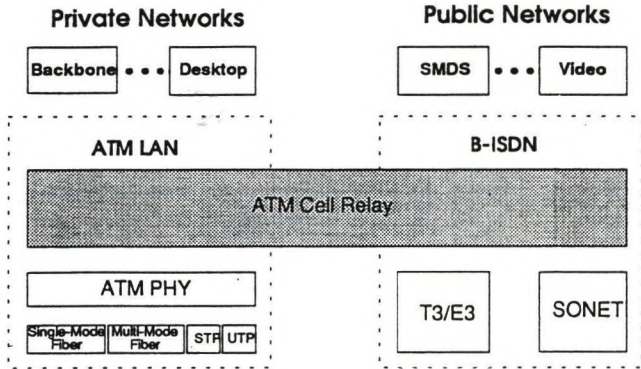 Private Networks
Public Networks
Backbone • • • Desktop
SMDS • • • Video
ATM LAN
B-ISDN
ATM Cell Relay
ATM PHY
T3/E3
SONET
Single-Mode Fiber
Multi-Mode Fiber
STP
UTP